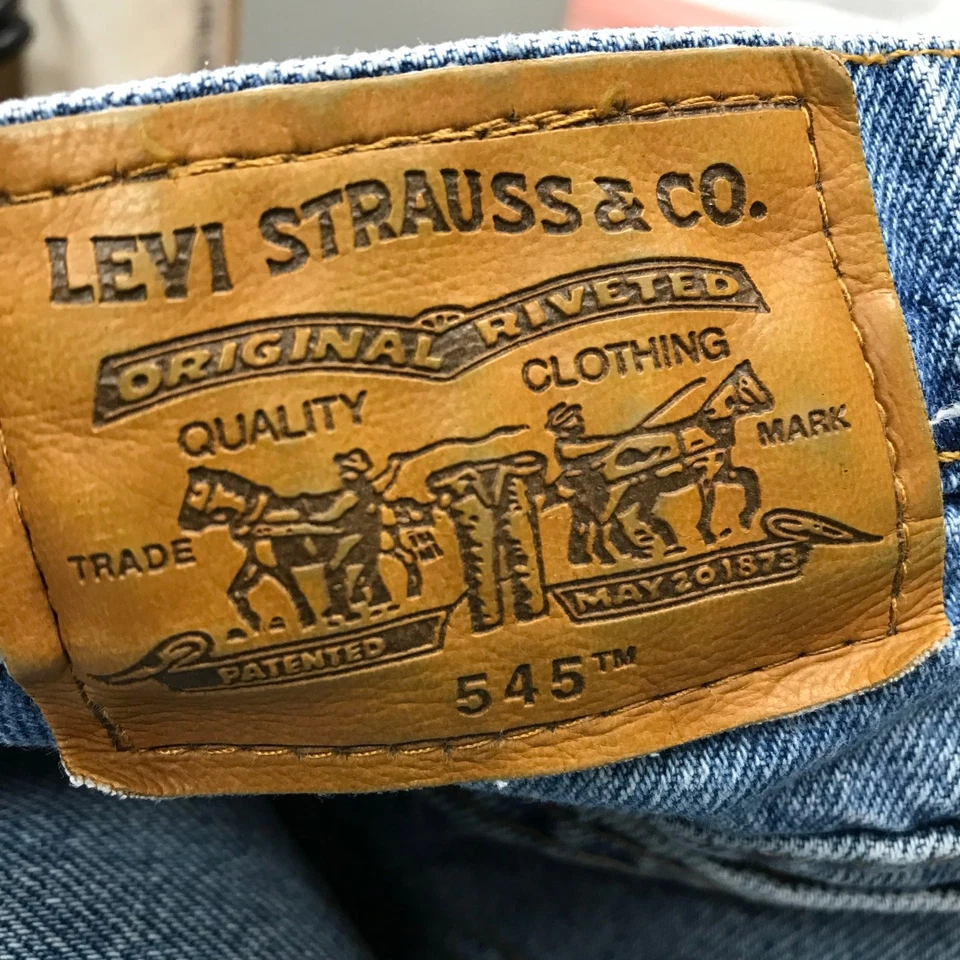 LEVI STRAUSS & CO.
ORIGINAL RIVETED
QUALITY CLOTHING
TRADE MARK
PATENTED MAY 20 1873
545™